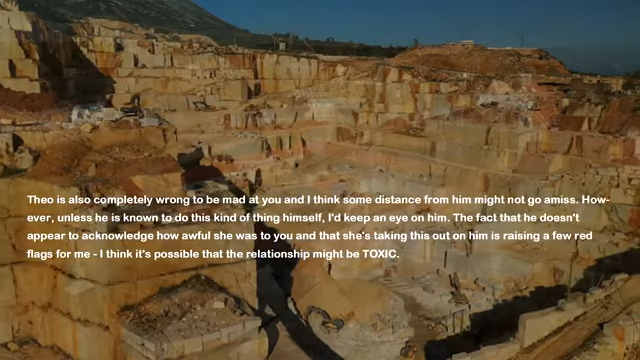 Theo is also completely wrong to be mad at you and I think some distance from him might not go amiss. How-
ever, unless he is known to do this kind of thing himself, I'd keep an eye on him. The fact that he doesn't
appear to acknowledge how awful she was to you and that she's taking this out on him is raising a few red
flags for me - I think it's possible that the relationship might be TOXIC.